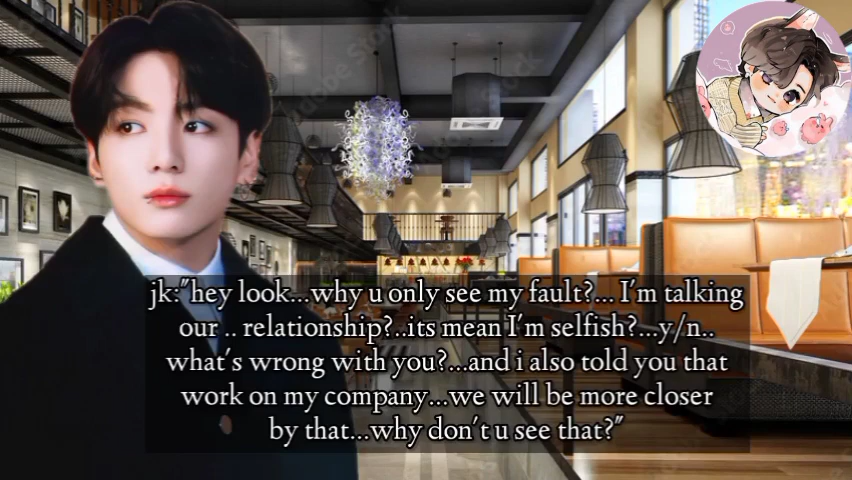 jk:"hey look...why u only see my fault?... I'm talking
our .. relationship?..its mean I'm selfish?...y/n..
what's wrong with you?...and i also told you that
work on my company...we will be more closer
by that...why don't u see that?"
Adobe Stock